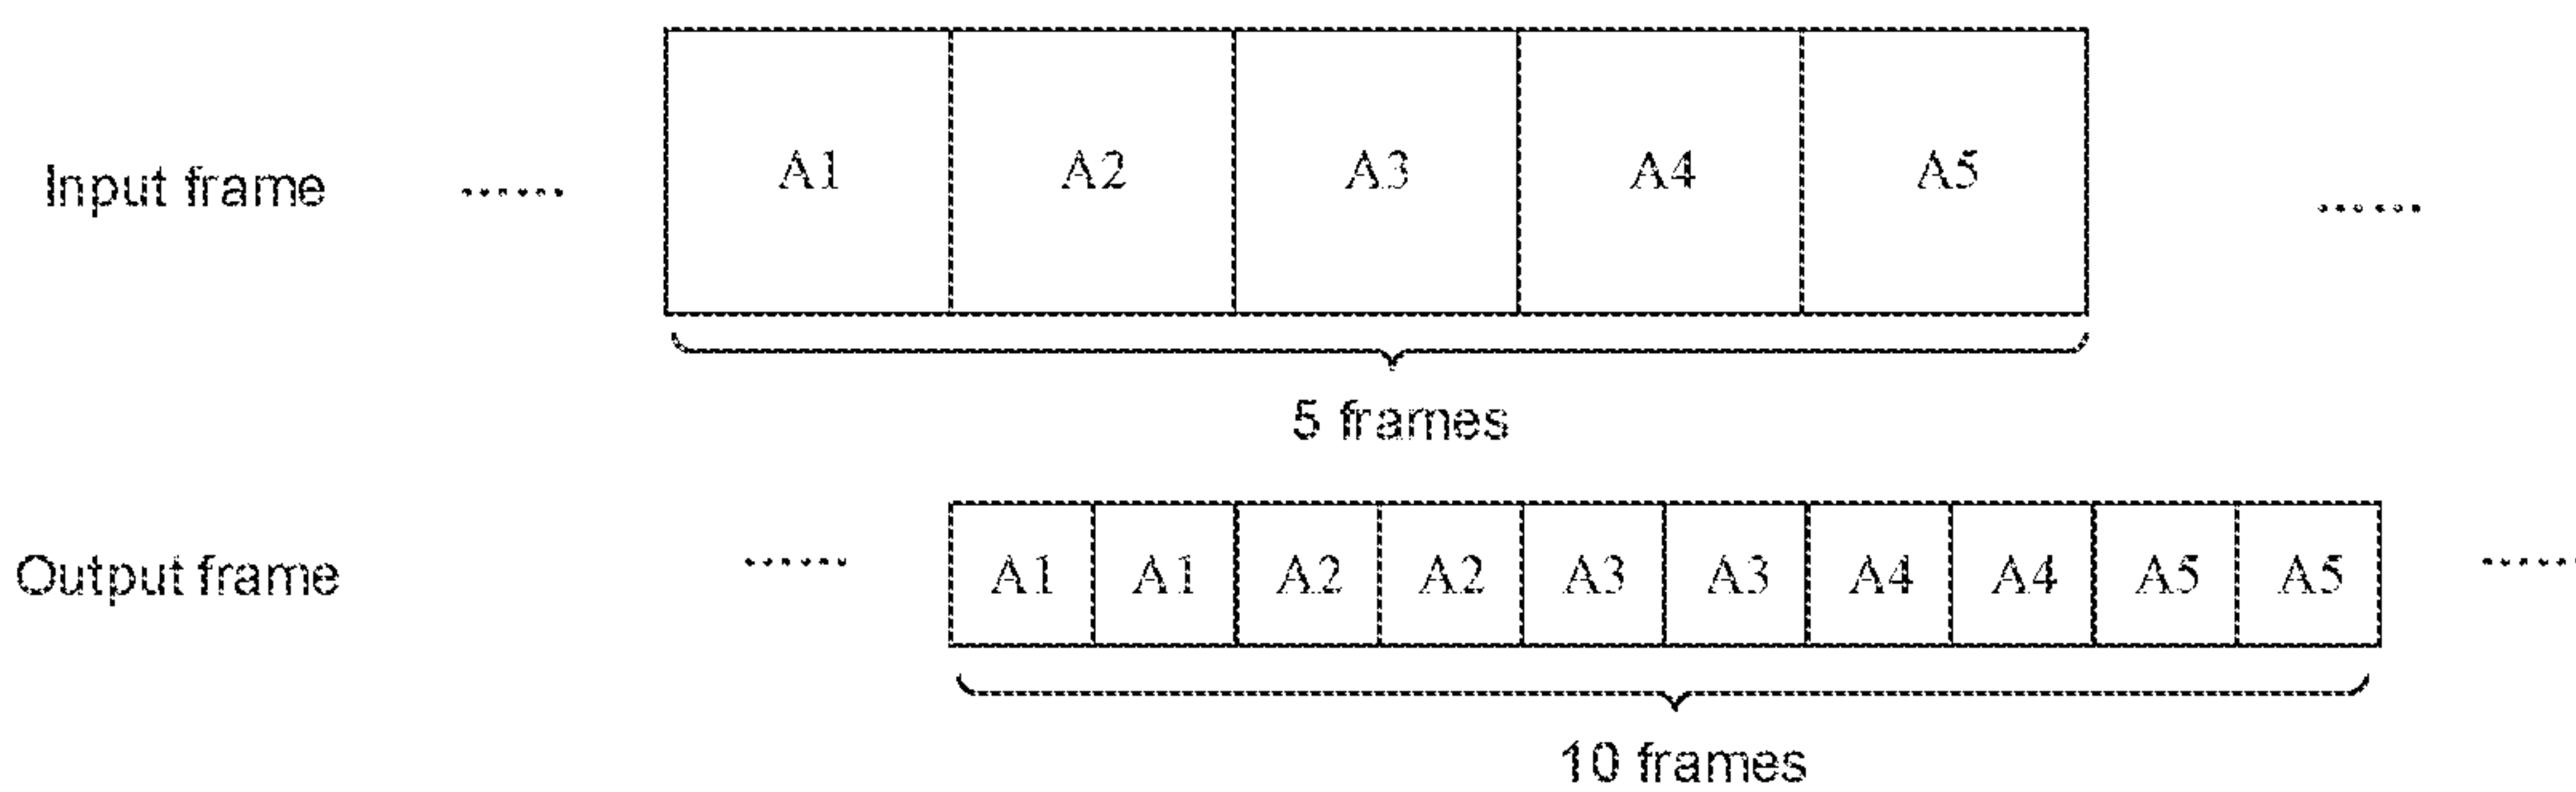 Input frame ...... A1 A2 A3 A4 A5 ......
5 frames
Output frame ...... A1 A1 A2 A2 A3 A3 A4 A4 A5 A5 ......
10 frames